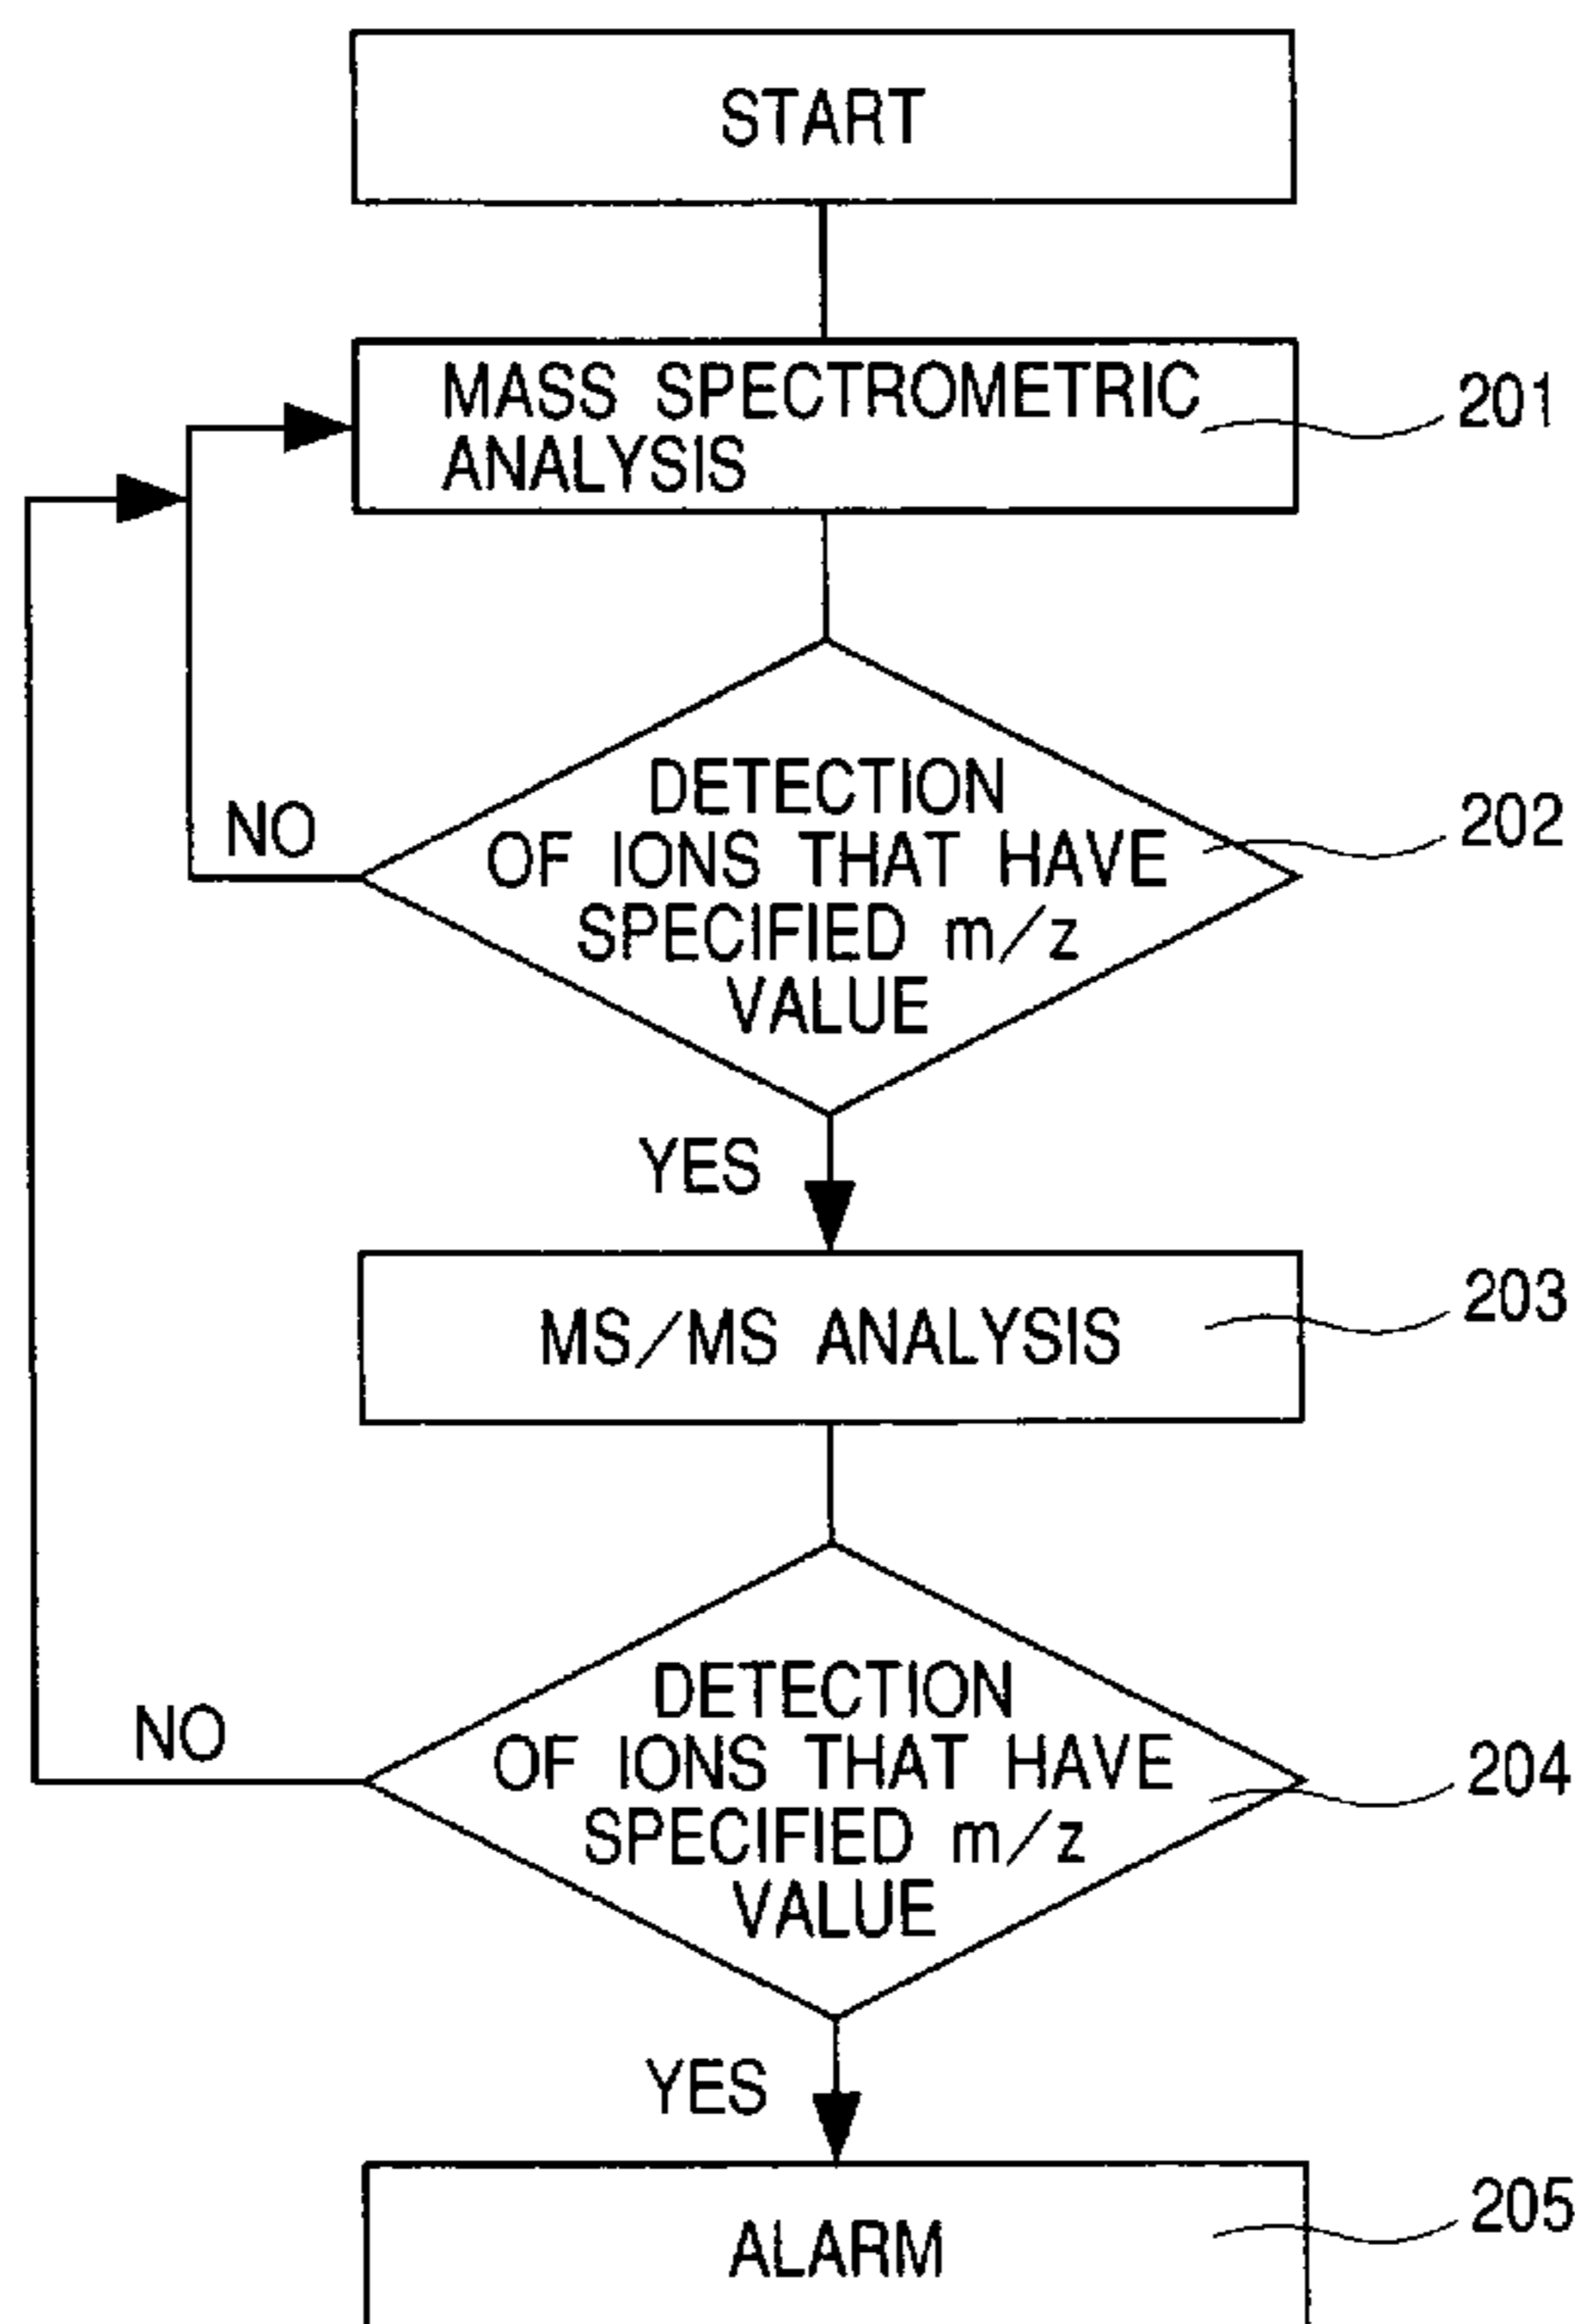 START
MASS SPECTROMETRIC
ANALYSIS
201
DETECTION
OF IONS THAT HAVE
SPECIFIED m/z
VALUE
202
NO
YES
MS/MS ANALYSIS
203
DETECTION
OF IONS THAT HAVE
SPECIFIED m/z
VALUE
204
NO
YES
ALARM
205